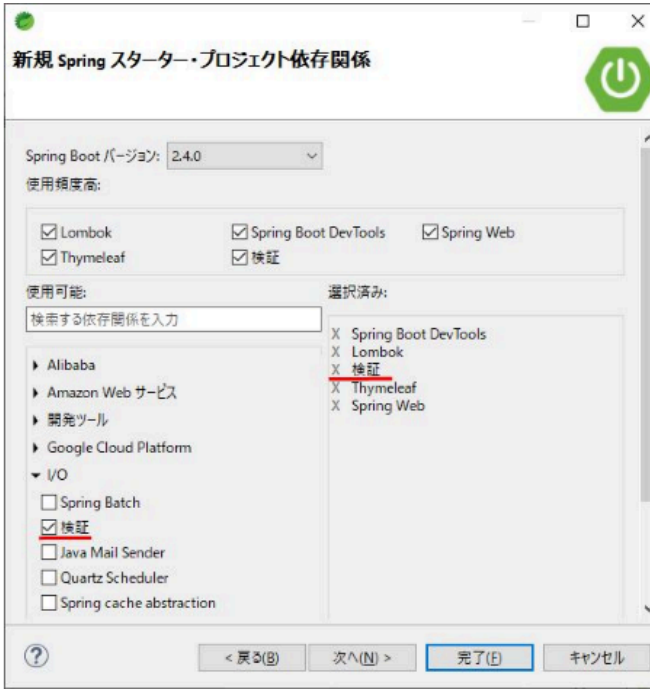 新規 Spring スターター・プロジェクト依存関係
Spring Boot バージョン: 2.4.0
使用頻度高:
Lombok
Spring Boot DevTools
Spring Web
Thymeleaf
検証
使用可能:
検索する依存関係を入力
Alibaba
Amazon Web サービス
開発ツール
Google Cloud Platform
I/O
Spring Batch
検証
Java Mail Sender
Quartz Scheduler
Spring cache abstraction
選択済み:
X Spring Boot DevTools
X Lombok
X 検証
X Thymeleaf
X Spring Web
?
< 戻る(B)
次へ(N) >
完了(F)
キャンセル